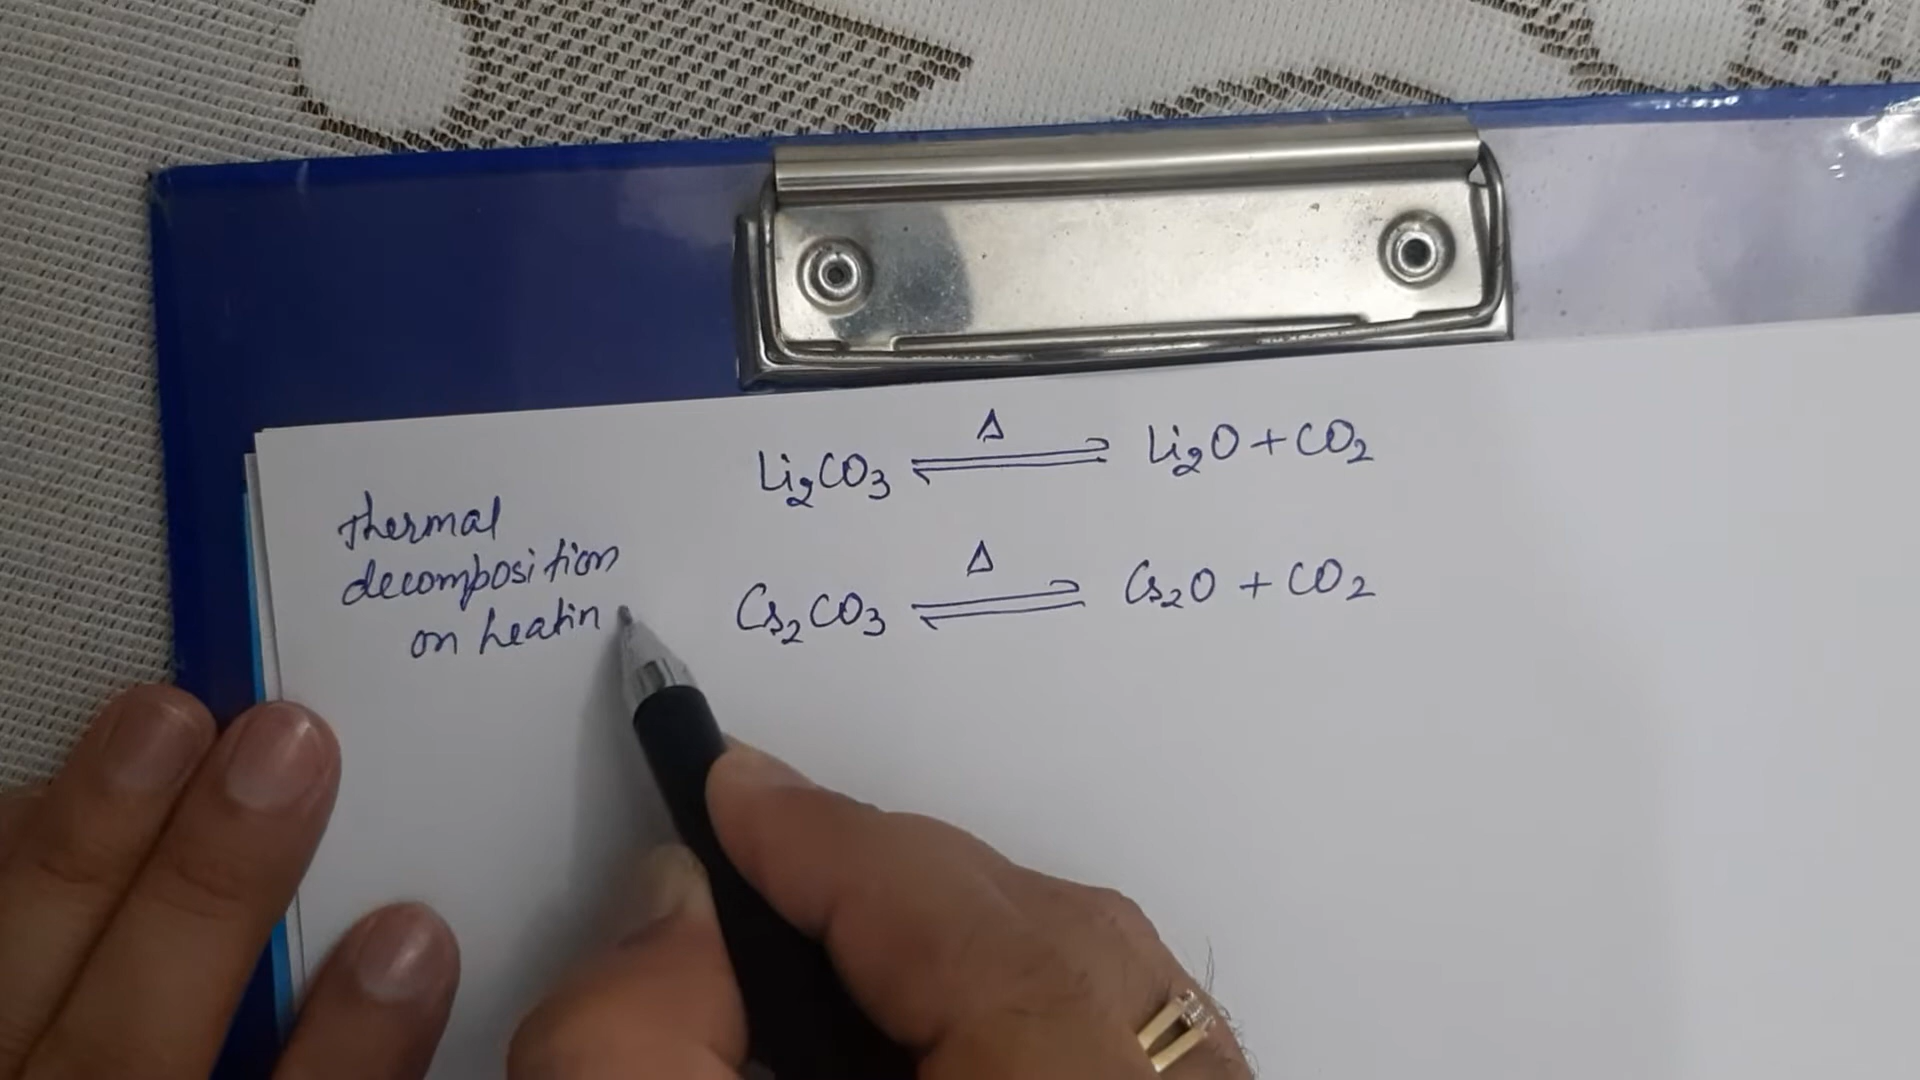 Δ
Li₂CO₃ ⇌ Li₂O + CO₂
thermal
decomposition
on heatin
Δ
Cs₂CO₃ ⇌ Cs₂O + CO₂